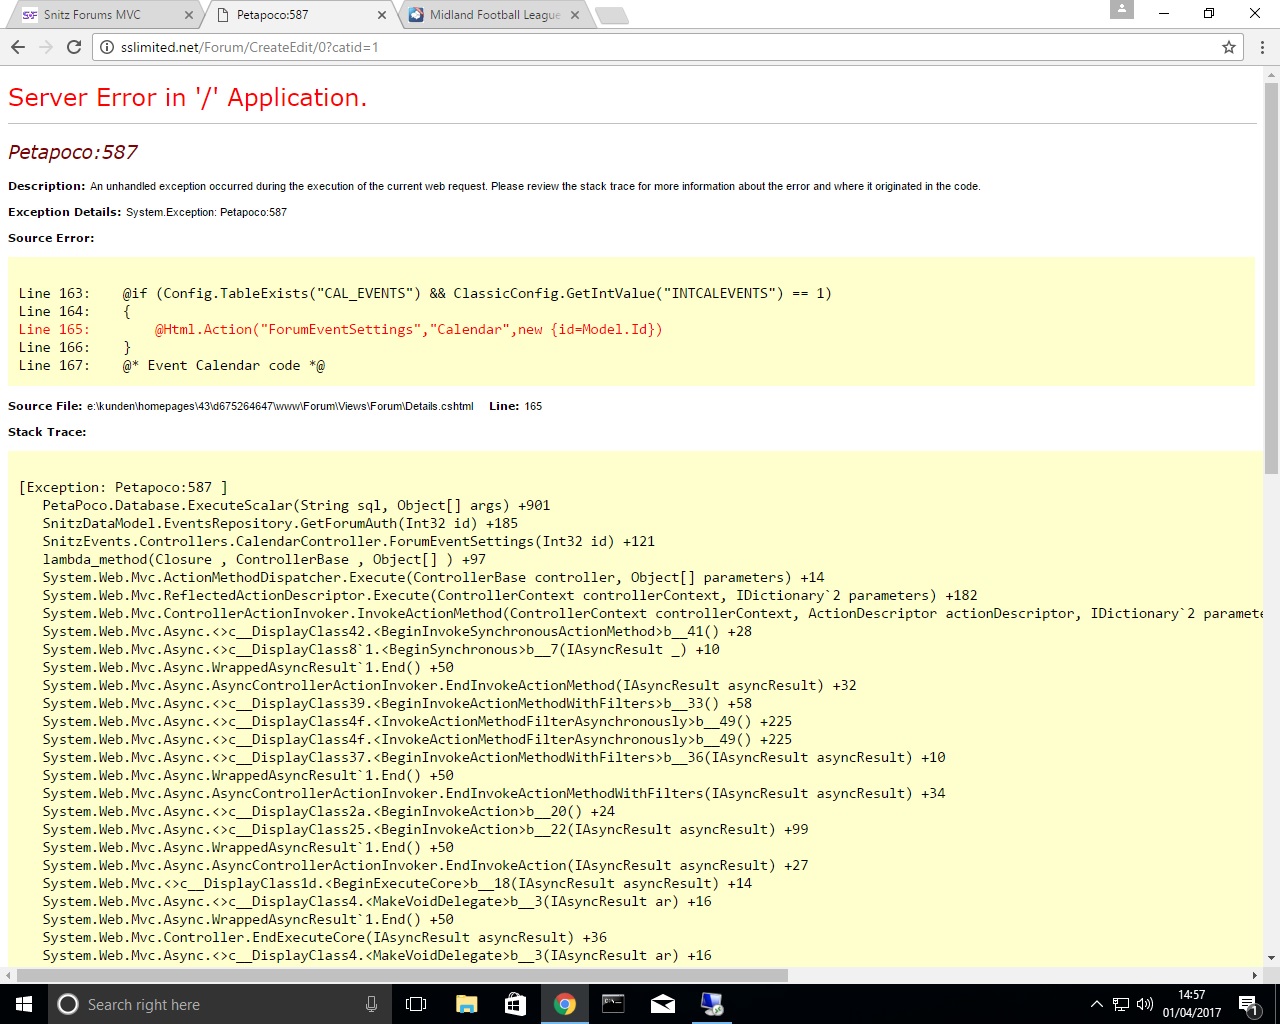 Snitz Forums MVC
Petapoco:587
Midland Football League
sslimited.net/Forum/CreateEdit/0?catid=1
Server Error in '/' Application.
Petapoco:587
Description: An unhandled exception occurred during the execution of the current web request. Please review the stack trace for more information about the error and where it originated in the code.
Exception Details: System.Exception: Petapoco:587
Source Error:
Line 163:    @if (Config.TableExists("CAL_EVENTS") && ClassicConfig.GetIntValue("INTCALEVENTS") == 1)
Line 164:    {
Line 165:        @Html.Action("ForumEventSettings","Calendar",new {id=Model.Id})
Line 166:    }
Line 167:    @* Event Calendar code *@
Source File: e:\kunden\homepages\43\d675264647\www\Forum\Views\Forum\Details.cshtml    Line: 165
Stack Trace:
[Exception: Petapoco:587 ]
PetaPoco.Database.ExecuteScalar(String sql, Object[] args) +901
SnitzDataModel.EventsRepository.GetForumAuth(Int32 id) +185
SnitzEvents.Controllers.CalendarController.ForumEventSettings(Int32 id) +121
lambda_method(Closure , ControllerBase , Object[] ) +97
System.Web.Mvc.ActionMethodDispatcher.Execute(ControllerBase controller, Object[] parameters) +14
System.Web.Mvc.ReflectedActionDescriptor.Execute(ControllerContext controllerContext, IDictionary`2 parameters) +182
System.Web.Mvc.ControllerActionInvoker.InvokeActionMethod(ControllerContext controllerContext, ActionDescriptor actionDescriptor, IDictionary`2 paramete
System.Web.Mvc.Async.<>c__DisplayClass42.<BeginInvokeSynchronousActionMethod>b__41() +28
System.Web.Mvc.Async.<>c__DisplayClass8`1.<BeginSynchronous>b__7(IAsyncResult _) +10
System.Web.Mvc.Async.WrappedAsyncResult`1.End() +50
System.Web.Mvc.Async.AsyncControllerActionInvoker.EndInvokeActionMethod(IAsyncResult asyncResult) +32
System.Web.Mvc.Async.<>c__DisplayClass39.<BeginInvokeActionMethodWithFilters>b__33() +58
System.Web.Mvc.Async.<>c__DisplayClass4f.<InvokeActionMethodFilterAsynchronously>b__49() +225
System.Web.Mvc.Async.<>c__DisplayClass4f.<InvokeActionMethodFilterAsynchronously>b__49() +225
System.Web.Mvc.Async.<>c__DisplayClass37.<BeginInvokeActionMethodWithFilters>b__36(IAsyncResult asyncResult) +10
System.Web.Mvc.Async.WrappedAsyncResult`1.End() +50
System.Web.Mvc.Async.AsyncControllerActionInvoker.EndInvokeActionMethodWithFilters(IAsyncResult asyncResult) +34
System.Web.Mvc.Async.<>c__DisplayClass2a.<BeginInvokeAction>b__20() +24
System.Web.Mvc.Async.<>c__DisplayClass25.<BeginInvokeAction>b__22(IAsyncResult asyncResult) +99
System.Web.Mvc.Async.WrappedAsyncResult`1.End() +50
System.Web.Mvc.Async.AsyncControllerActionInvoker.EndInvokeAction(IAsyncResult asyncResult) +27
System.Web.Mvc.<>c__DisplayClass1d.<BeginExecuteCore>b__18(IAsyncResult asyncResult) +14
System.Web.Mvc.Async.<>c__DisplayClass4.<MakeVoidDelegate>b__3(IAsyncResult ar) +16
System.Web.Mvc.Async.WrappedAsyncResult`1.End() +50
System.Web.Mvc.Controller.EndExecuteCore(IAsyncResult asyncResult) +36
System.Web.Mvc.Async.<>c__DisplayClass4.<MakeVoidDelegate>b__3(IAsyncResult ar) +16
Search right here
14:57
01/04/2017
1